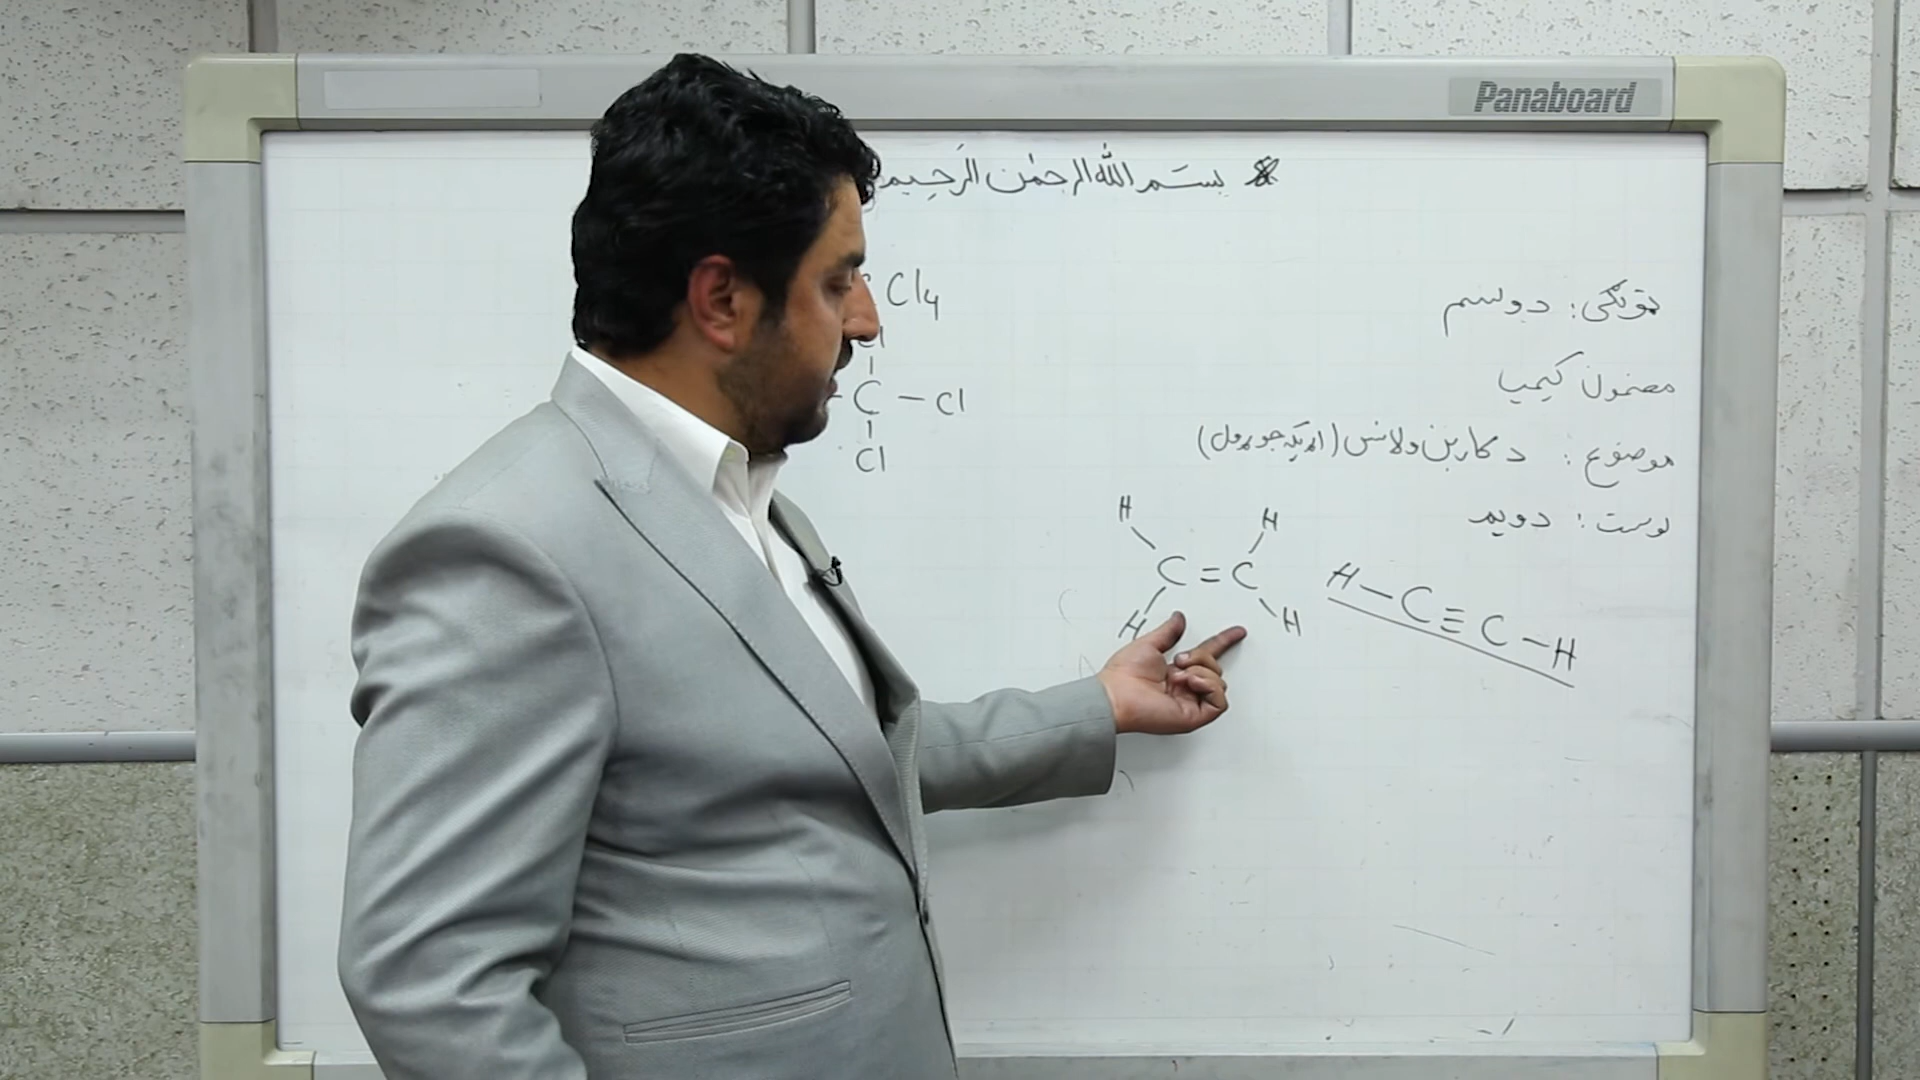 Panaboard
بسم الله الرحمٰن الرحیم
ټولګی: دولسم
مضمون کیمیا
موضوع: د کاربن ولانس (اړیکه جوړول)
لوست: دویم
Cl4
Cl
C – Cl
Cl
H H
C = C
H H
H – C ≡ C – H